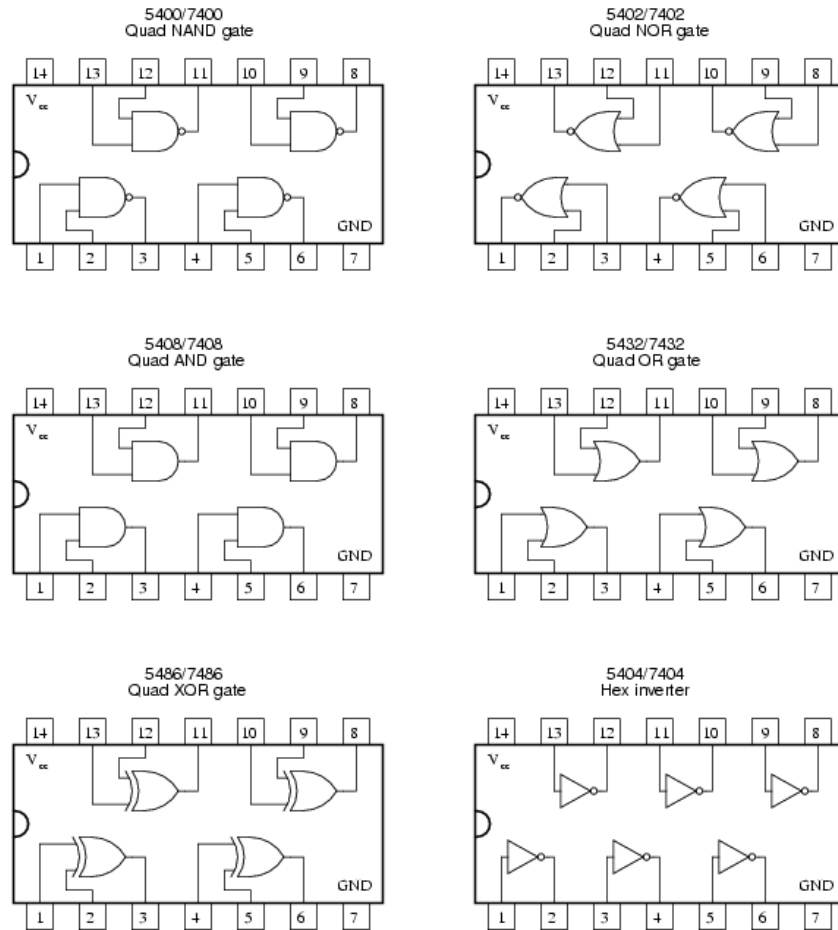 5400/7400
Quad NAND gate
14 13 12 11 10 9 8
Vcc
GND
1 2 3 4 5 6 7
5402/7402
Quad NOR gate
14 13 12 11 10 9 8
Vcc
GND
1 2 3 4 5 6 7
5408/7408
Quad AND gate
14 13 12 11 10 9 8
Vcc
GND
1 2 3 4 5 6 7
5432/7432
Quad OR gate
14 13 12 11 10 9 8
Vcc
GND
1 2 3 4 5 6 7
5486/7486
Quad XOR gate
14 13 12 11 10 9 8
Vcc
GND
1 2 3 4 5 6 7
5404/7404
Hex inverter
14 13 12 11 10 9 8
Vcc
GND
1 2 3 4 5 6 7